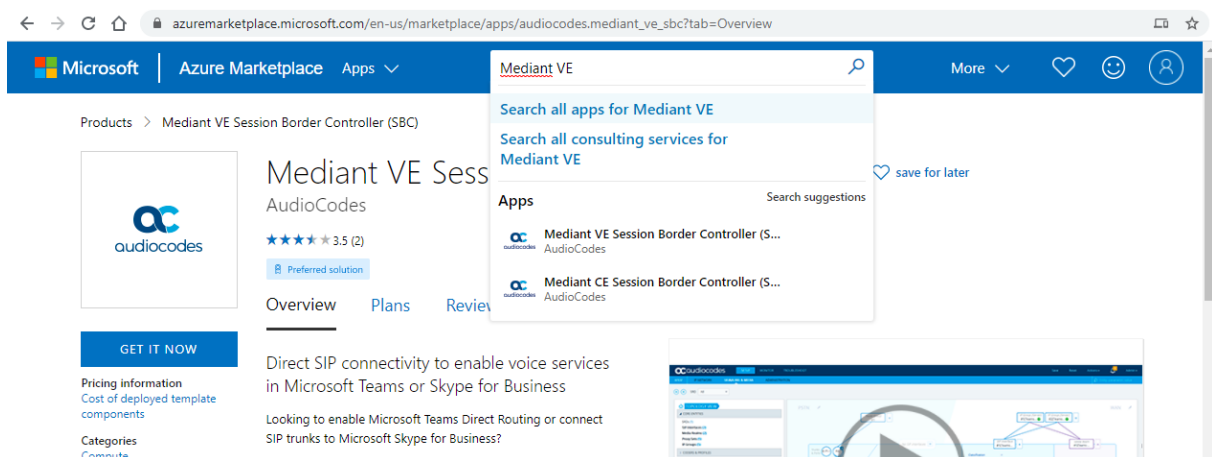 azuremarketplace.microsoft.com/en-us/marketplace/apps/audiocodes.mediant_ve_sbc?tab=Overview
Microsoft
Azure Marketplace
Apps
Mediant VE
More
Search all apps for Mediant VE
Search all consulting services for
Mediant VE
Apps
Search suggestions
Mediant VE Session Border Controller (S...
AudioCodes
Mediant CE Session Border Controller (S...
AudioCodes
Products > Mediant VE Session Border Controller (SBC)
audiocodes
Mediant VE Sess
save for later
AudioCodes
3.5 (2)
Preferred solution
Overview
Plans
Review
GET IT NOW
Pricing information
Cost of deployed template
components
Categories
Compute
Direct SIP connectivity to enable voice services
in Microsoft Teams or Skype for Business
Looking to enable Microsoft Teams Direct Routing or connect
SIP trunks to Microsoft Skype for Business?
audiocodes